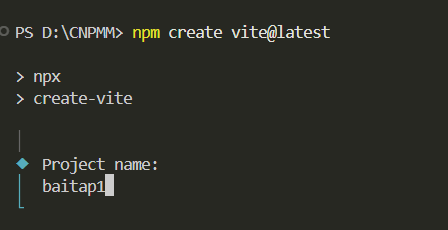 PS D:\CNPMM> npm create vite@latest
> npx
> create-vite
Project name:
baitap1